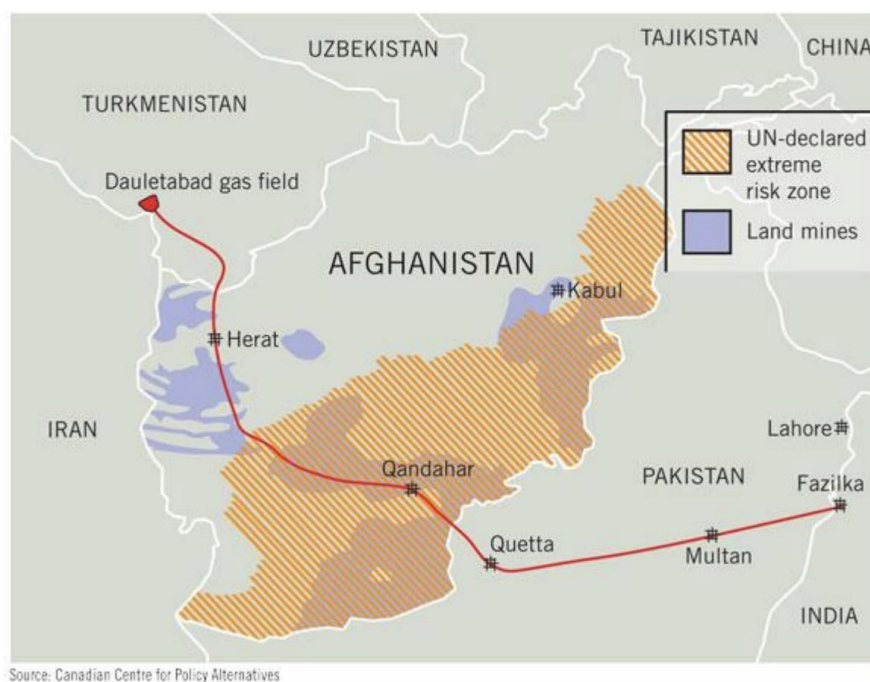 UZBEKISTAN
TAJIKISTAN
CHINA
TURKMENISTAN
Dauletabad gas field
UN-declared
extreme
risk zone
Land mines
AFGHANISTAN
Kabul
Herat
IRAN
Lahore
Qandahar
PAKISTAN
Fazilka
Quetta
Multan
INDIA
Source: Canadian Centre for Policy Alternatives